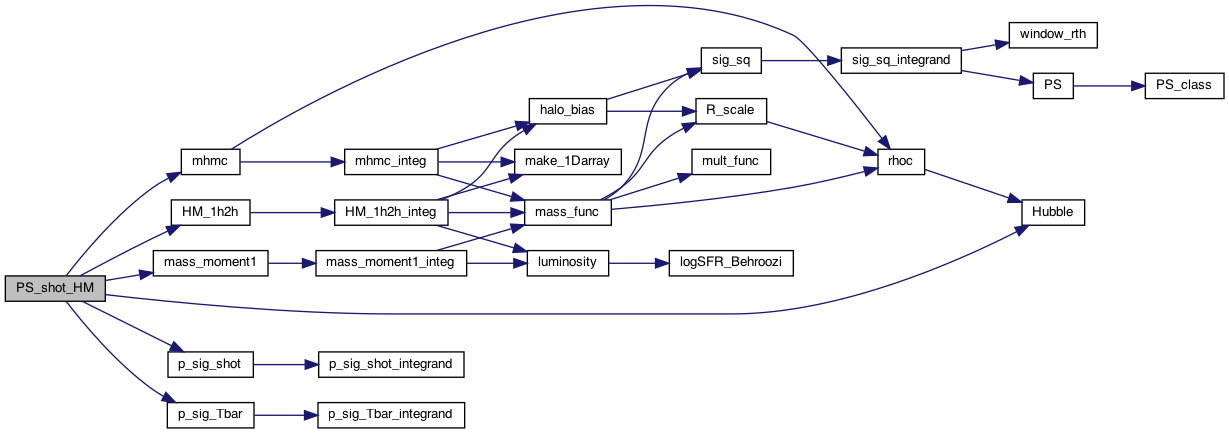 window_rth
sig_sq
sig_sq_integrand
PS
PS_class
halo_bias
R_scale
mhmc
mhmc_integ
make_1Darray
mult_func
rhoc
HM_1h2h
HM_1h2h_integ
mass_func
Hubble
mass_moment1
mass_moment1_integ
luminosity
logSFR_Behroozi
PS_shot_HM
p_sig_shot
p_sig_shot_integrand
p_sig_Tbar
p_sig_Tbar_integrand